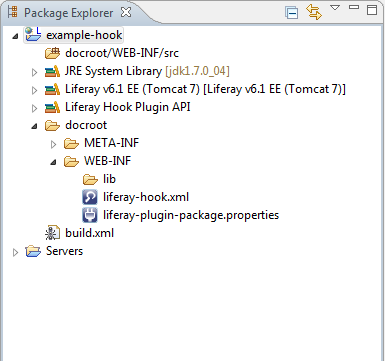 Package Explorer
example-hook
docroot/WEB-INF/src
JRE System Library [jdk1.7.0_04]
Liferay v6.1 EE (Tomcat 7) [Liferay v6.1 EE (Tomcat 7)]
Liferay Hook Plugin API
docroot
META-INF
WEB-INF
lib
liferay-hook.xml
liferay-plugin-package.properties
build.xml
Servers